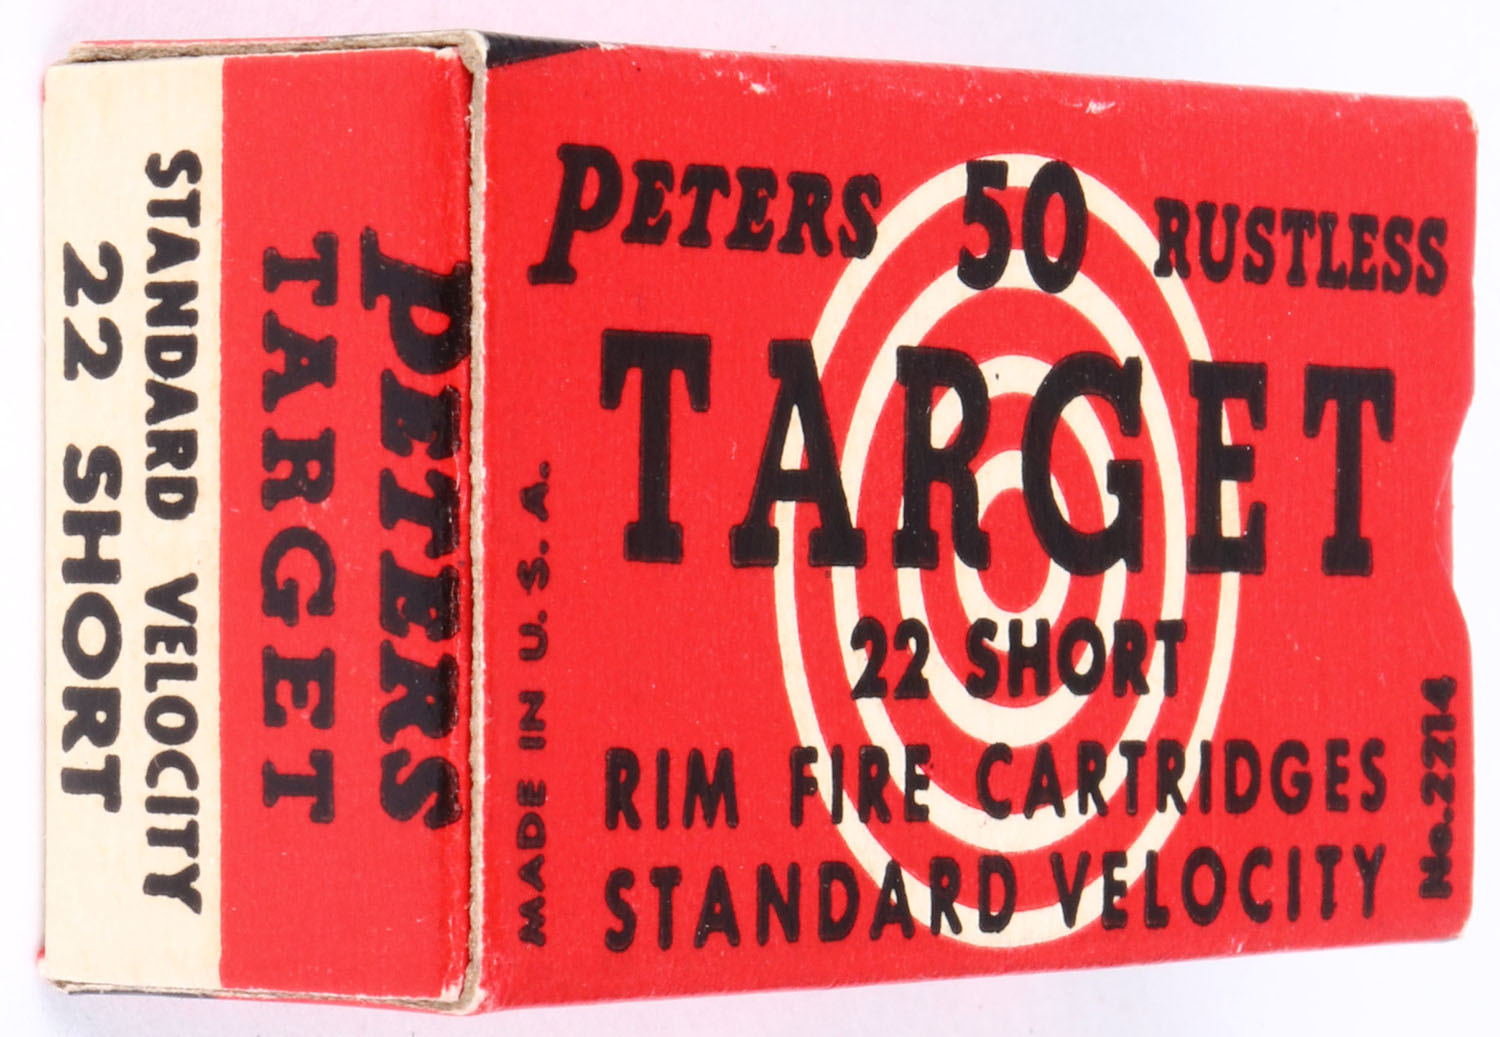 PETERS 50 RUSTLESS
TARGET
22 SHORT
RIM FIRE CARTRIDGES
STANDARD VELOCITY
MADE IN U.S.A.
No.2214
PETERS
TARGET
STANDARD VELOCITY
22 SHORT